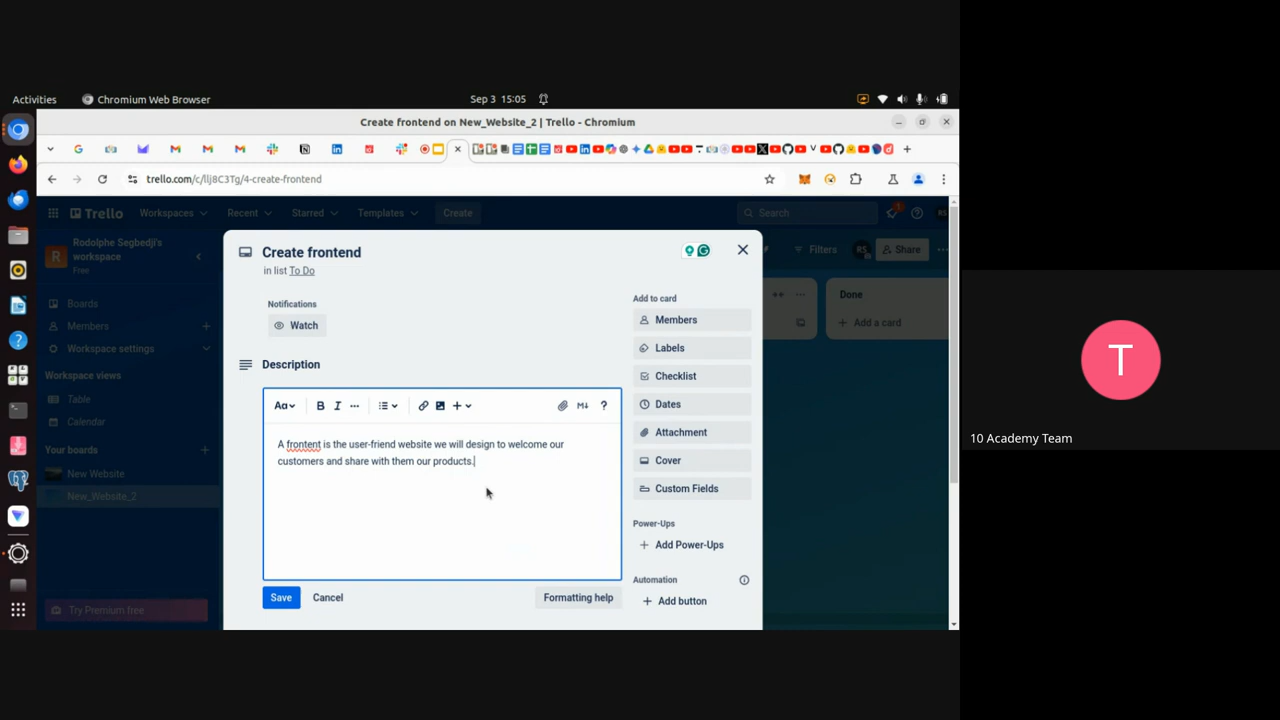 Activities
Chromium Web Browser
Sep 3 15:05
Create frontend on New_Website_2 | Trello - Chromium
trello.com/c/llj8C3Tg/4-create-frontend
Trello
Workspaces
Recent
Starred
Templates
Create
Search
RS
R
Rodolphe Segbedji's
workspace
Free
Filters
RS
Share
Boards
Members
Workspace settings
Workspace views
Table
Calendar
Your boards
New Website
New_Website_2
Try Premium free
Create frontend
in list To Do
Notifications
Watch
Description
Aa
B
I
M
?
A frontent is the user-friend website we will design to welcome our
customers and share with them our products.
Save
Cancel
Formatting help
Add to card
Members
Labels
Checklist
Dates
Attachment
Cover
Custom Fields
Power-Ups
Add Power-Ups
Automation
Add button
Done
Add a card
T
10 Academy Team